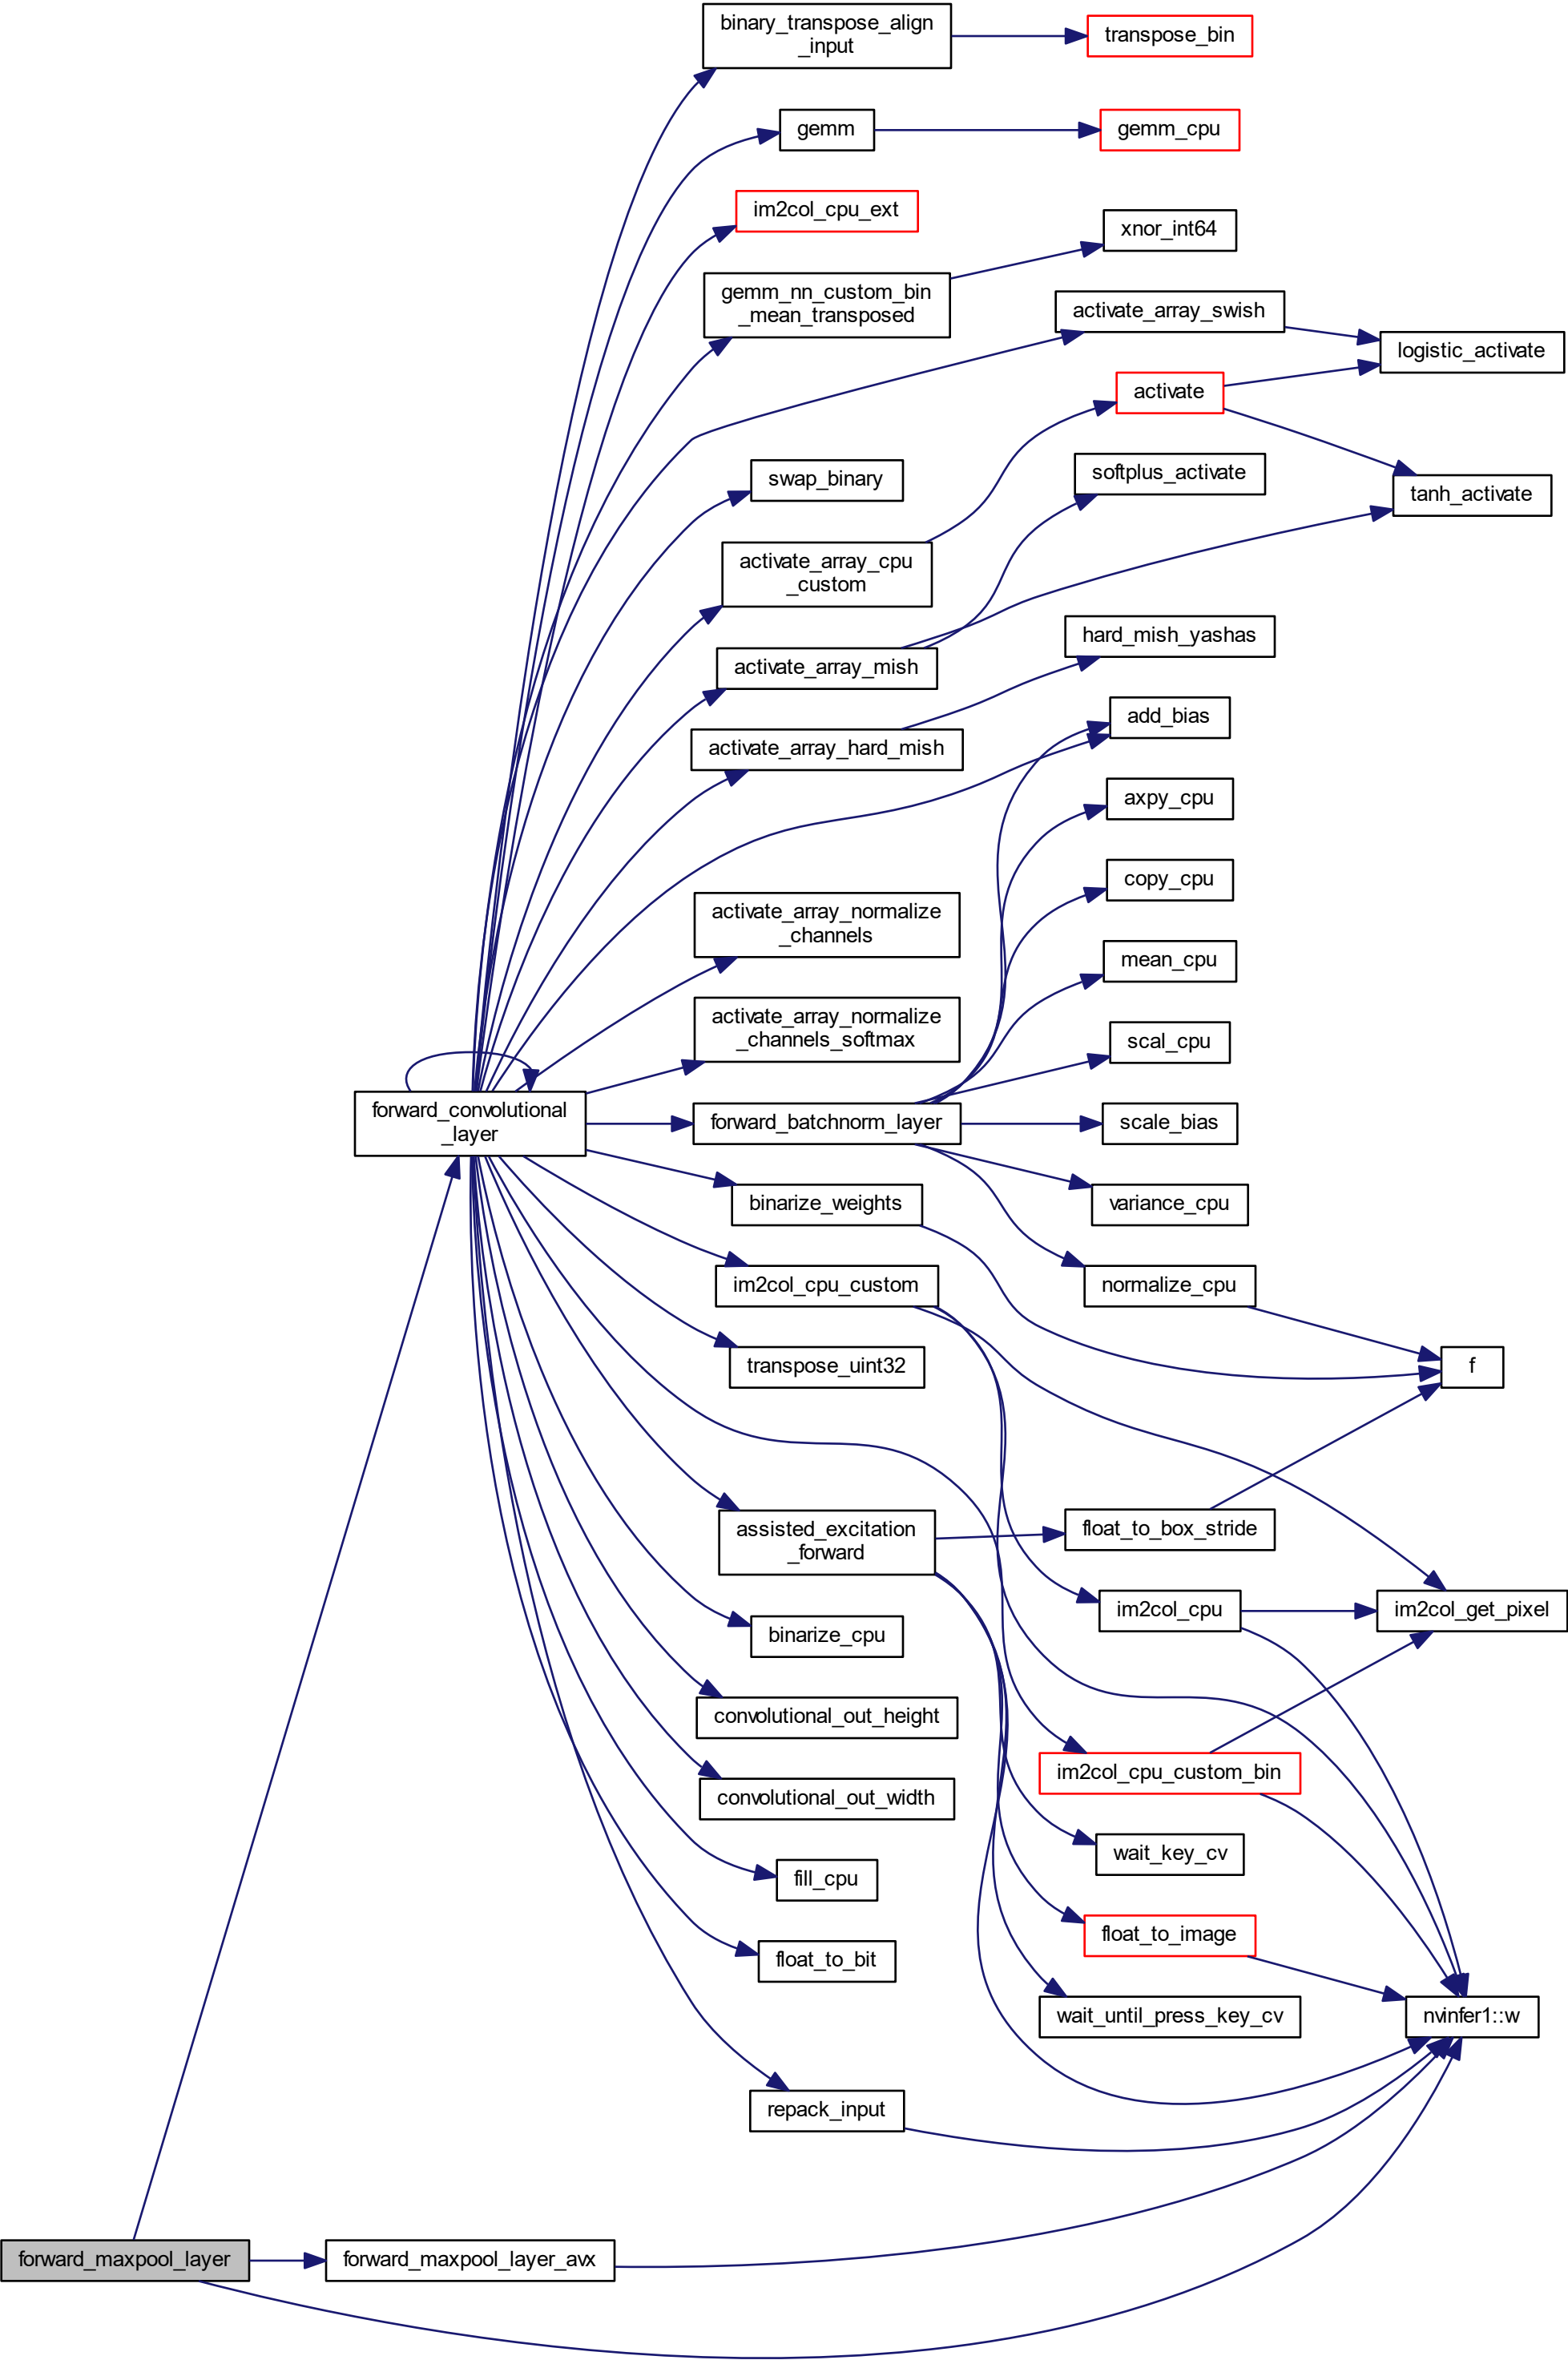 binary_transpose_align
_input
transpose_bin
gemm
gemm_cpu
im2col_cpu_ext
xnor_int64
gemm_nn_custom_bin
_mean_transposed
activate_array_swish
logistic_activate
activate
softplus_activate
swap_binary
tanh_activate
activate_array_cpu
_custom
hard_mish_yashas
activate_array_mish
add_bias
activate_array_hard_mish
axpy_cpu
copy_cpu
activate_array_normalize
_channels
mean_cpu
activate_array_normalize
_channels_softmax
scal_cpu
forward_convolutional
_layer
forward_batchnorm_layer
scale_bias
binarize_weights
variance_cpu
im2col_cpu_custom
normalize_cpu
transpose_uint32
f
assisted_excitation
_forward
float_to_box_stride
binarize_cpu
im2col_cpu
im2col_get_pixel
convolutional_out_height
im2col_cpu_custom_bin
convolutional_out_width
wait_key_cv
fill_cpu
float_to_image
float_to_bit
wait_until_press_key_cv
nvinfer1::w
repack_input
forward_maxpool_layer
forward_maxpool_layer_avx